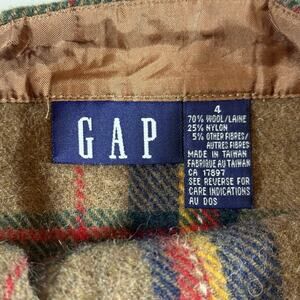 GAP
4
70% WOOL/LAINE
25% NYLON
5% OTHER FIBRES/
AUTRES FIBRES
MADE IN TAIWAN
FABRIQUE AU TAIWAN
CA 17897
SEE REVERSE FOR
CARE INDICATIONS
AU DOS